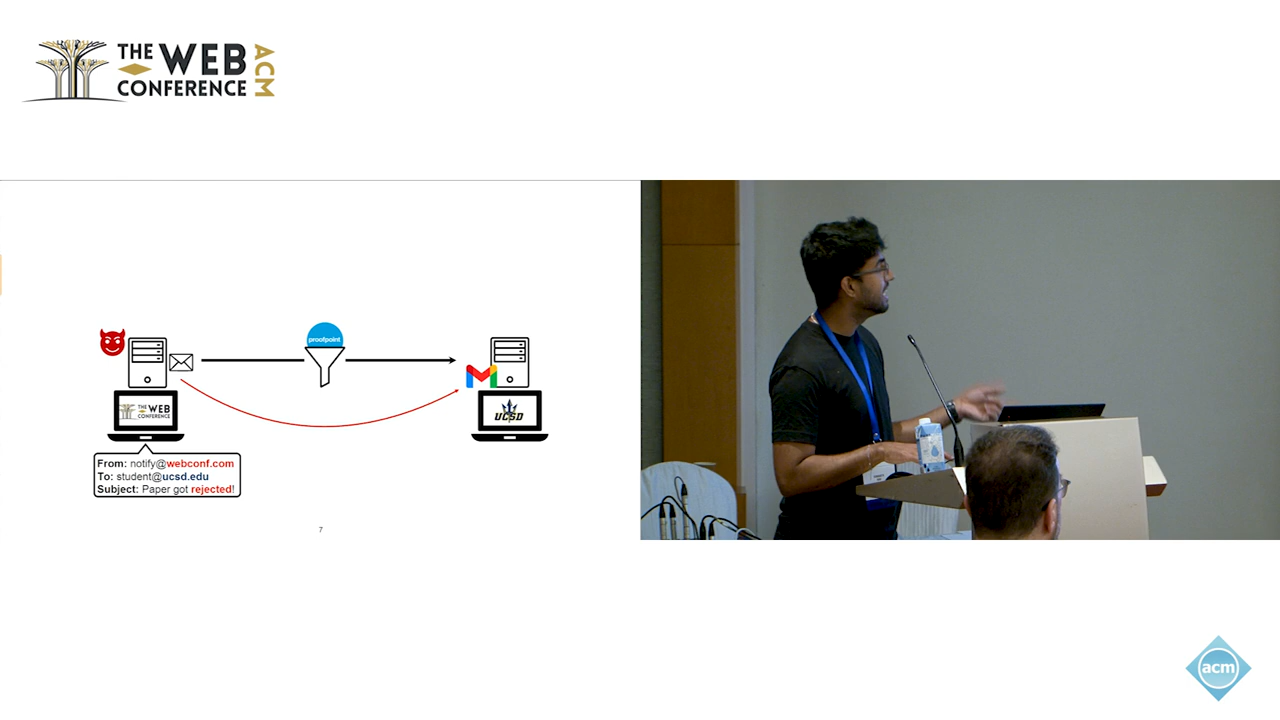 THE WEB
CONFERENCE
ACM
proofpoint
THE WEB
CONFERENCE
UCSD
From: notify@webconf.com
To: student@ucsd.edu
Subject: Paper got rejected!
7
acm